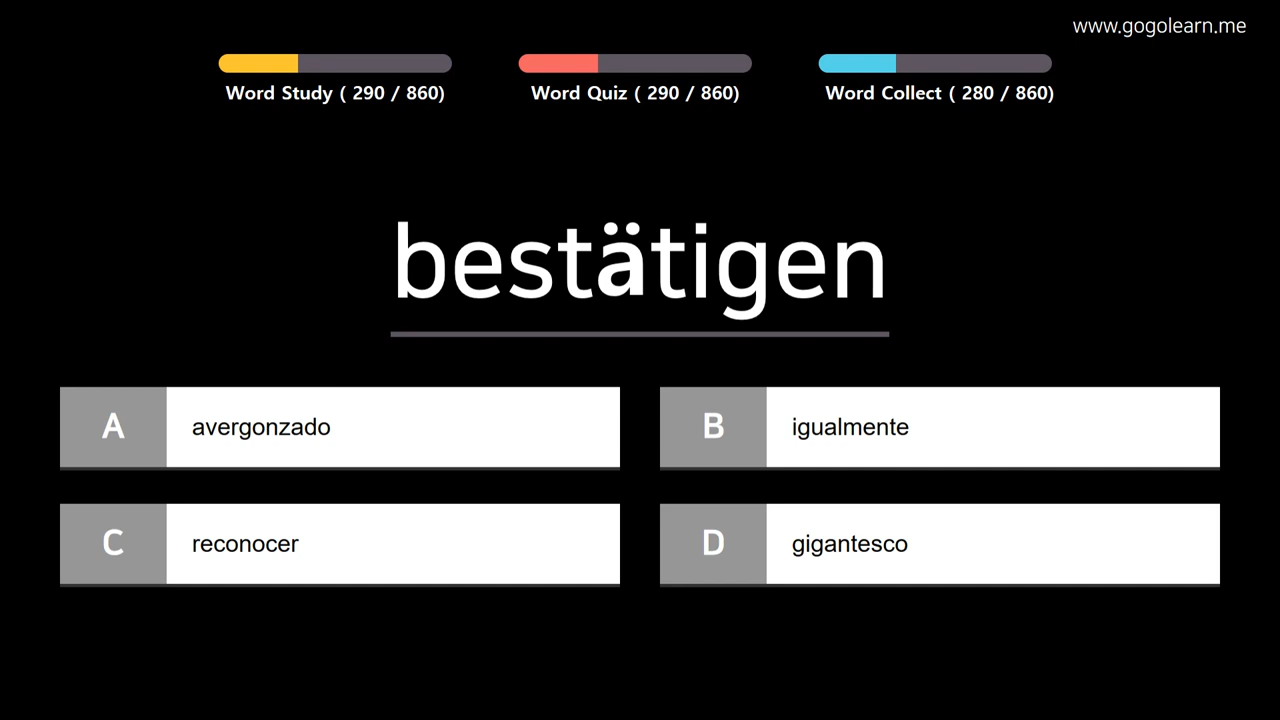 www.gogolearn.me
Word Study ( 290 / 860)
Word Quiz ( 290 / 860)
Word Collect ( 280 / 860)
bestätigen
A avergonzado
B igualmente
C reconocer
D gigantesco